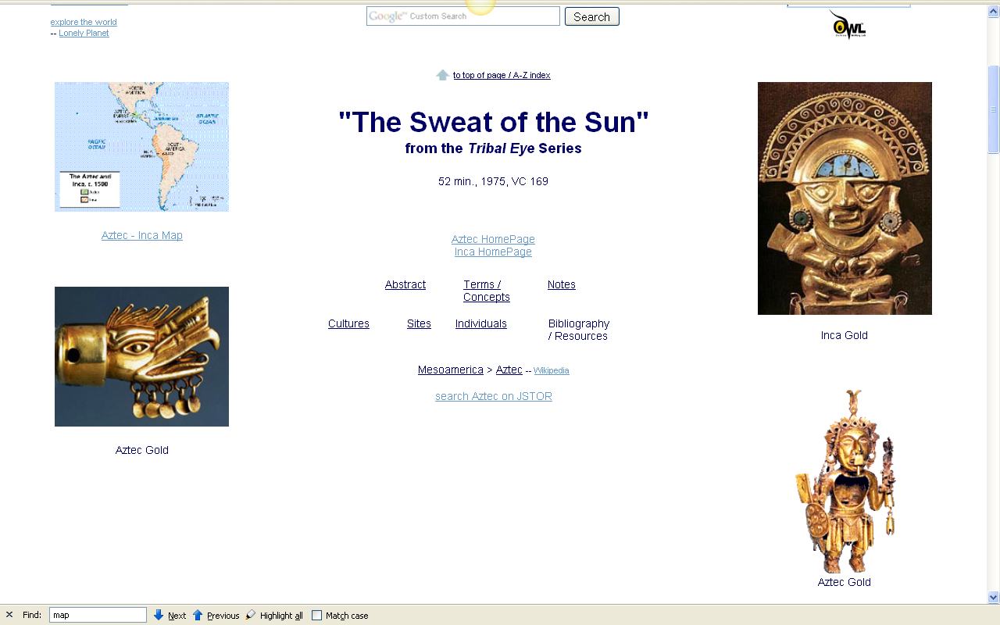 explore the world
-- Lonely Planet
Google™ Custom Search
Search
OWL
to top of page / A-Z index
"The Sweat of the Sun"
from the Tribal Eye Series
52 min., 1975, VC 169
NORTH
AMERICA
AZTEC
EMPIRE
ATLANTIC
OCEAN
PACIFIC
OCEAN
SOUTH
AMERICA
The Aztec and
Inca, c. 1500
Aztec
Inca
Aztec - Inca Map
Aztec HomePage
Inca HomePage
Abstract
Terms /
Concepts
Notes
Cultures
Sites
Individuals
Bibliography
/ Resources
Mesoamerica > Aztec -- Wikipedia
search Aztec on JSTOR
Aztec Gold
Inca Gold
Aztec Gold
Find: map Next Previous Highlight all Match case